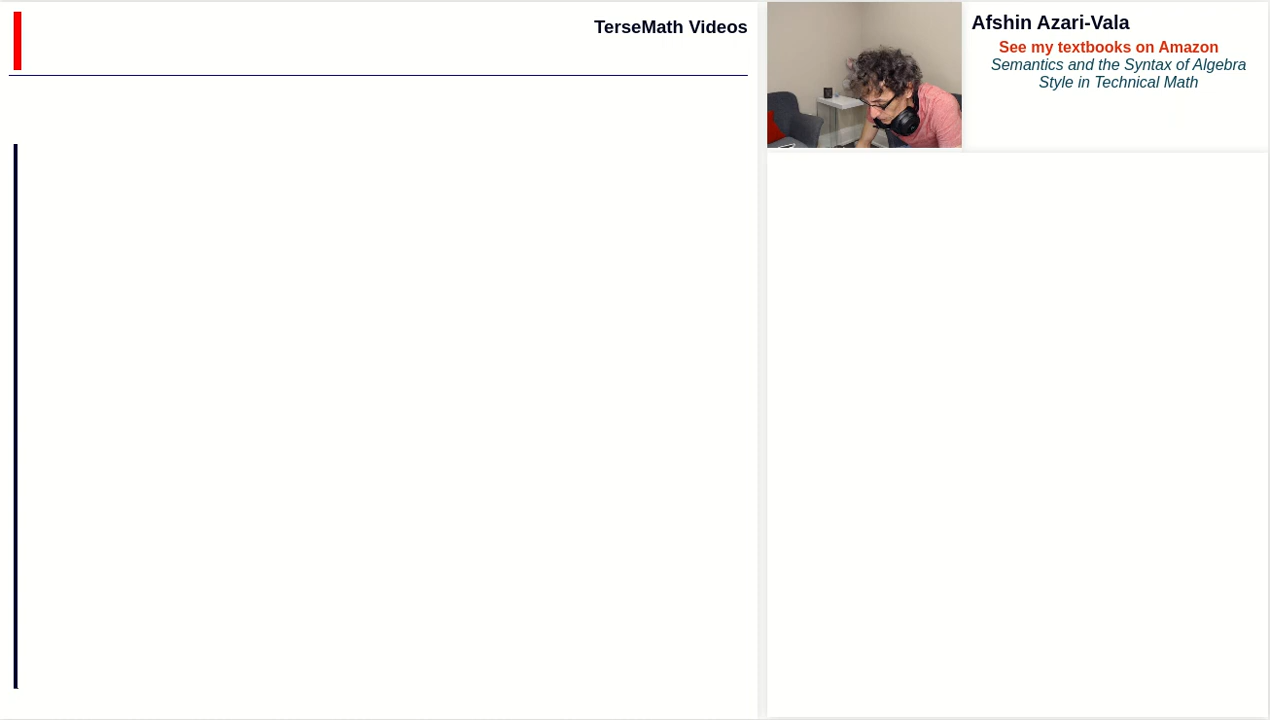 TerseMath Videos
Afshin Azari-Vala
See my textbooks on Amazon
Semantics and the Syntax of Algebra
Style in Technical Math